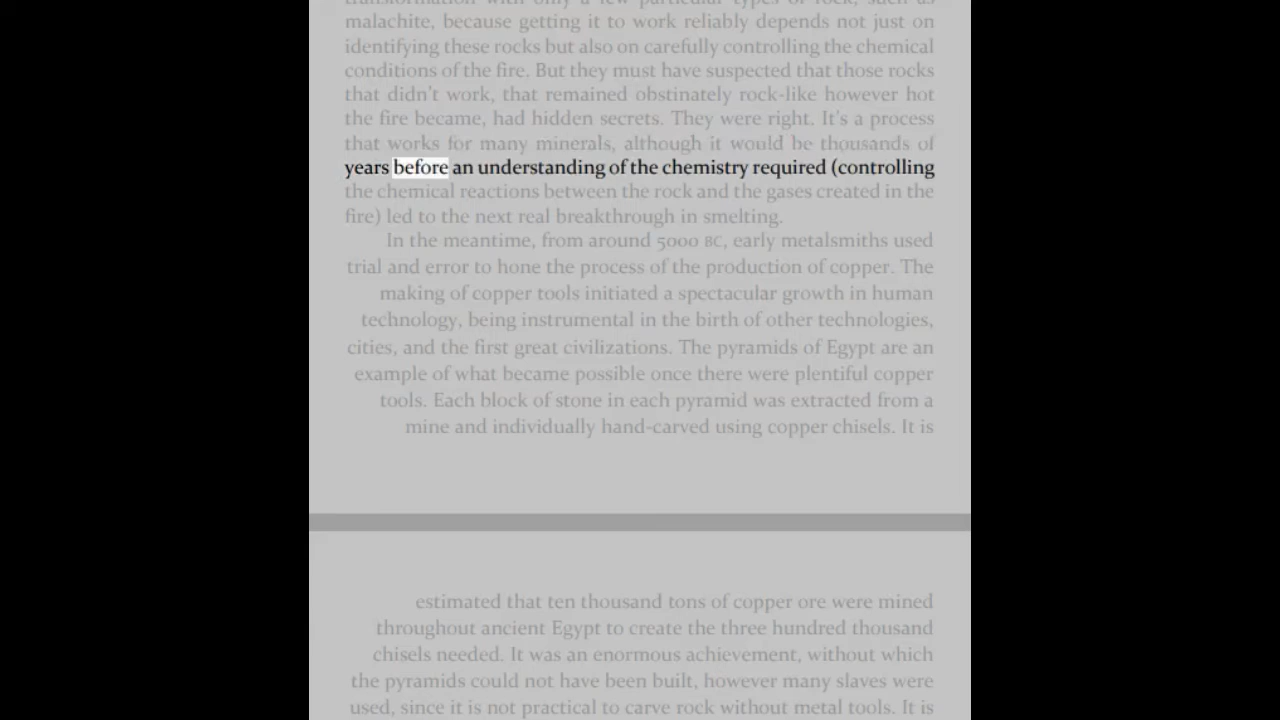 transformation with only a few particular types of rock, such as
malachite, because getting it to work reliably depends not just on
identifying these rocks but also on carefully controlling the chemical
conditions of the fire. But they must have suspected that those rocks
that didn't work, that remained obstinately rock-like however hot
the fire became, had hidden secrets. They were right. It's a process
that works for many minerals, although it would be thousands of
years before an understanding of the chemistry required (controlling
the chemical reactions between the rock and the gases created in the
fire) led to the next real breakthrough in smelting.
In the meantime, from around 5000 BC, early metalsmiths used
trial and error to hone the process of the production of copper. The
making of copper tools initiated a spectacular growth in human
technology, being instrumental in the birth of other technologies,
cities, and the first great civilizations. The pyramids of Egypt are an
example of what became possible once there were plentiful copper
tools. Each block of stone in each pyramid was extracted from a
mine and individually hand-carved using copper chisels. It is
estimated that ten thousand tons of copper ore were mined
throughout ancient Egypt to create the three hundred thousand
chisels needed. It was an enormous achievement, without which
the pyramids could not have been built, however many slaves were
used, since it is not practical to carve rock without metal tools. It is